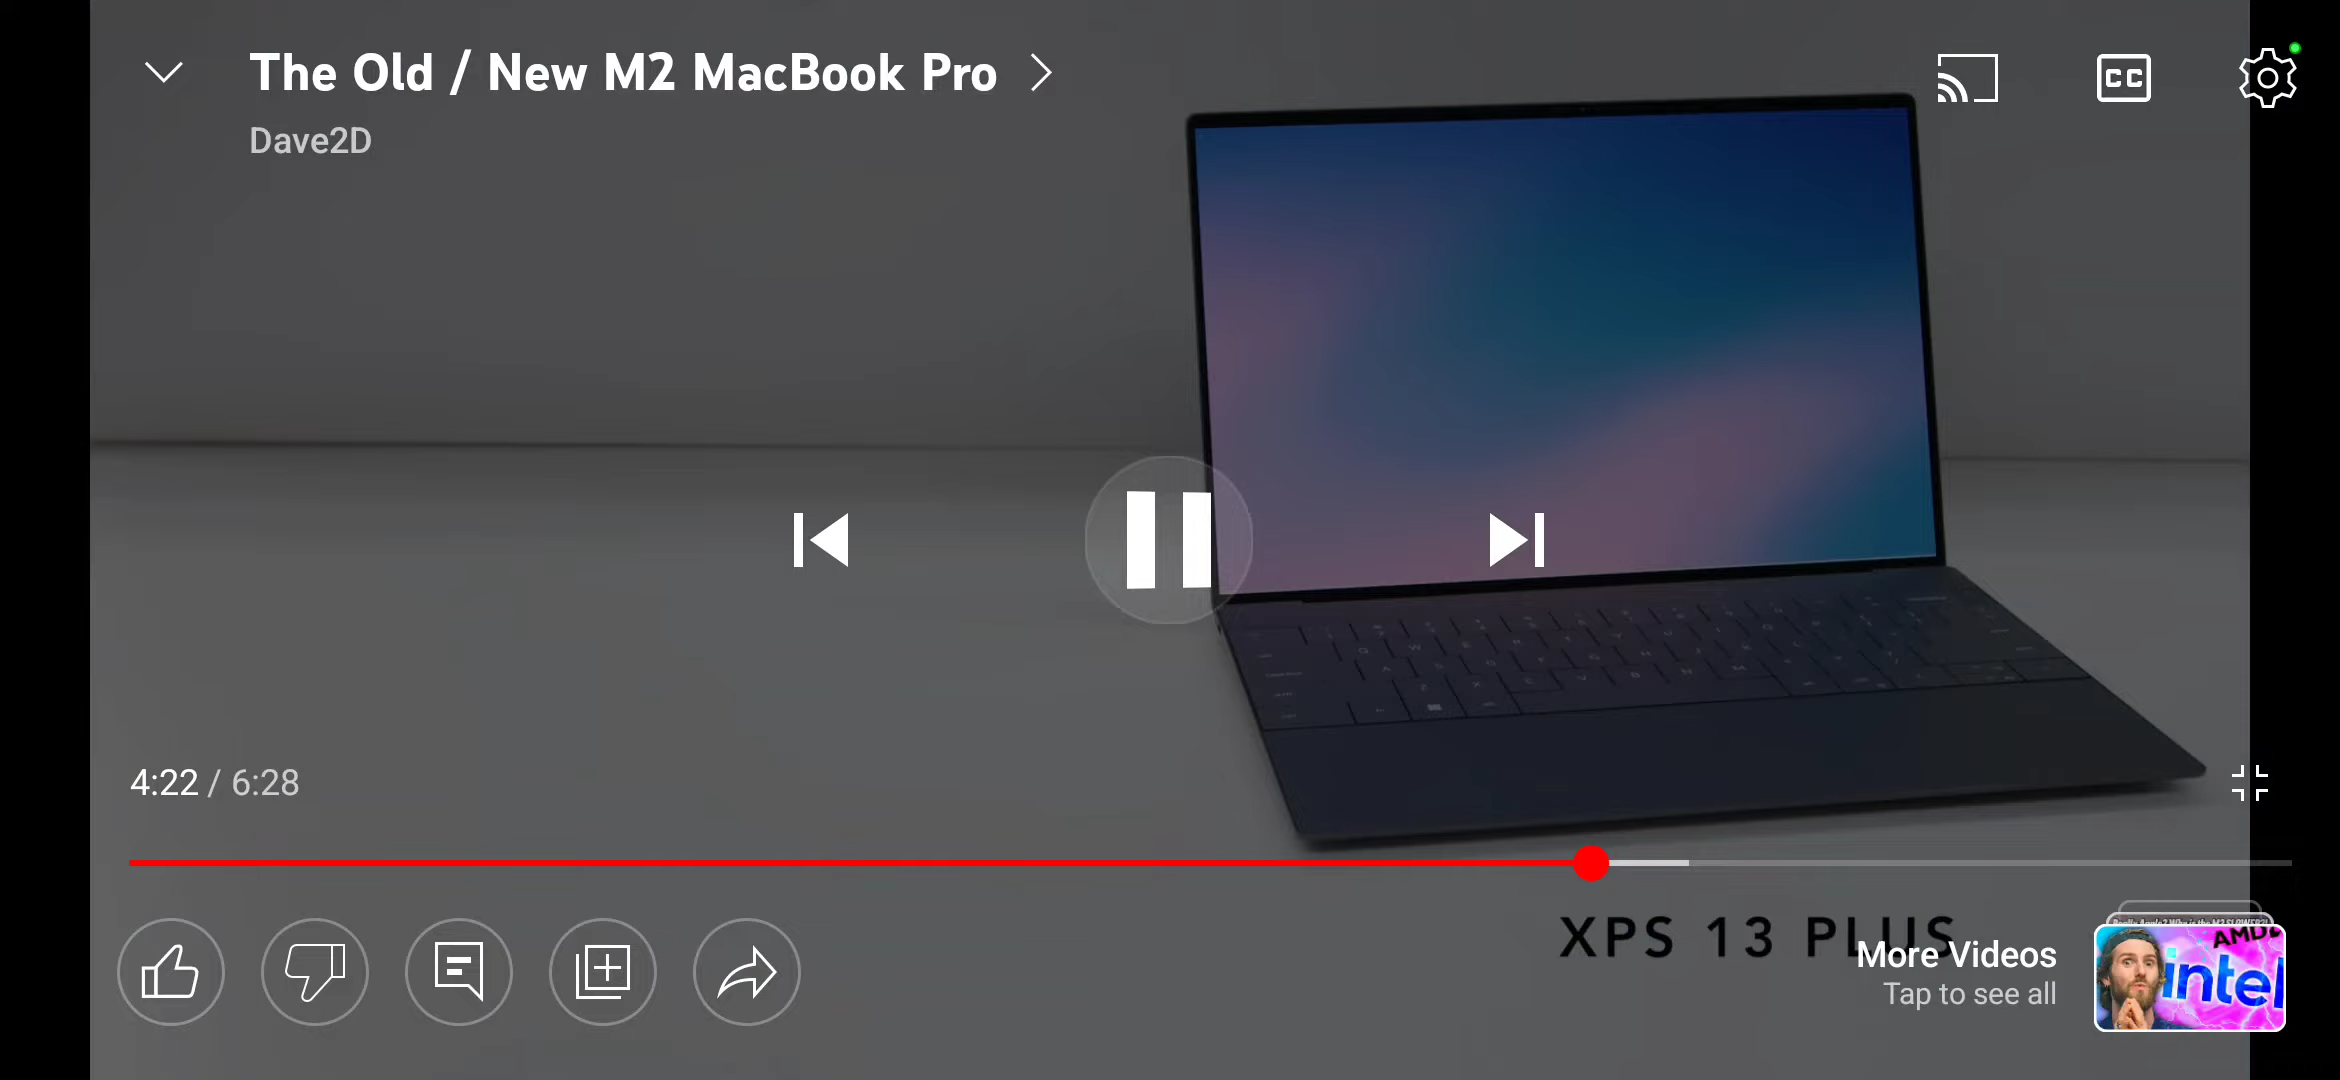 The Old / New M2 MacBook Pro
Dave2D
CC
4:22 / 6:28
XPS 13 PLUS
More Videos
Tap to see all
AMD
intel